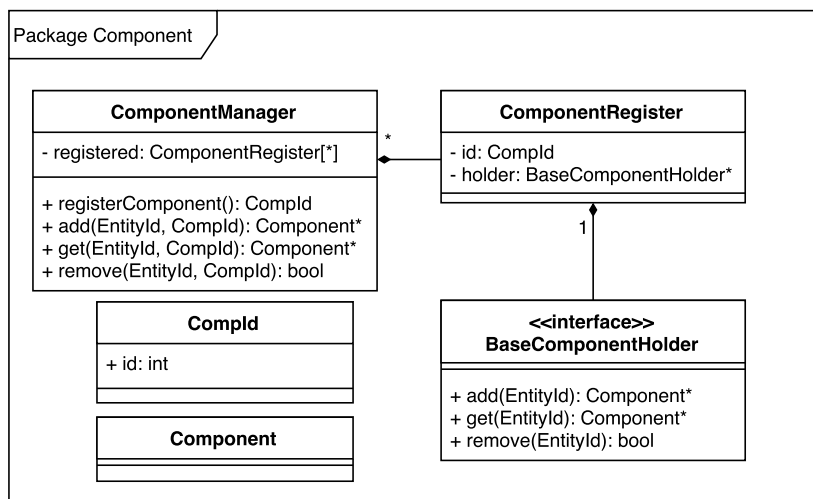 Package Component
ComponentManager
- registered: ComponentRegister[*]
+ registerComponent(): CompId
+ add(EntityId, CompId): Component*
+ get(EntityId, CompId): Component*
+ remove(EntityId, CompId): bool
*
ComponentRegister
- id: CompId
- holder: BaseComponentHolder*
1
CompId
+ id: int
Component
<<interface>>
BaseComponentHolder
+ add(EntityId): Component*
+ get(EntityId): Component*
+ remove(EntityId): bool